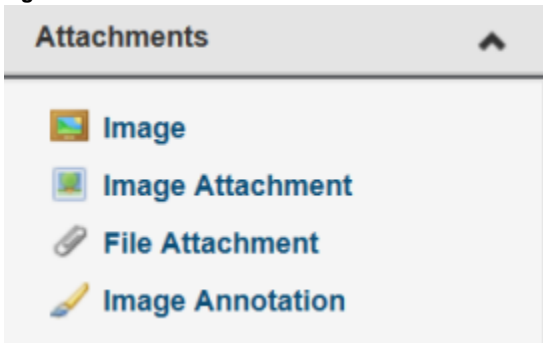 Attachments
Image
Image Attachment
File Attachment
Image Annotation